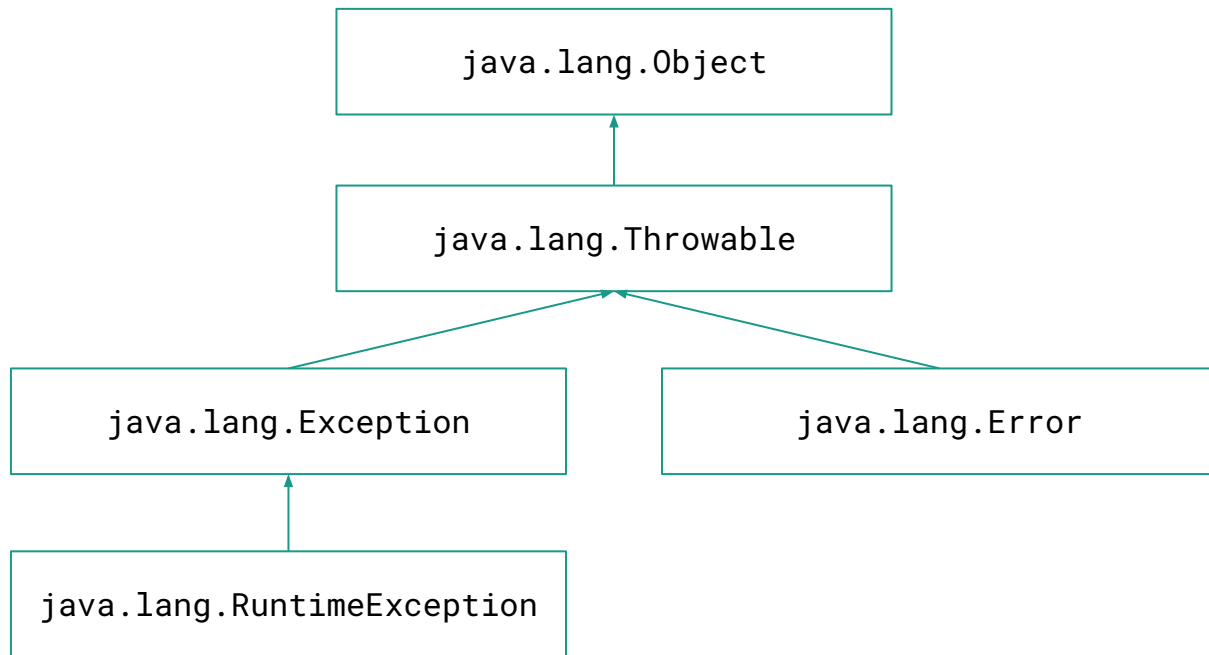 java.lang.Object
java.lang.Throwable
java.lang.Exception
java.lang.Error
java.lang.RuntimeException